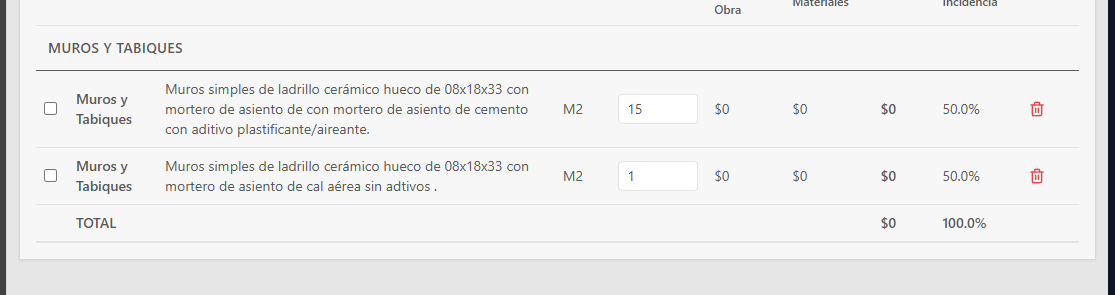 Obra Materiales Incidencia
MUROS Y TABIQUES
Muros y Tabiques
Muros simples de ladrillo cerámico hueco de 08x18x33 con
mortero de asiento de con mortero de asiento de cemento
con aditivo plastificante/aireante.
M2 15 $0 $0 $0 50.0%
Muros y Tabiques
Muros simples de ladrillo cerámico hueco de 08x18x33 con
mortero de asiento de cal aérea sin adtivos .
M2 1 $0 $0 $0 50.0%
TOTAL $0 100.0%